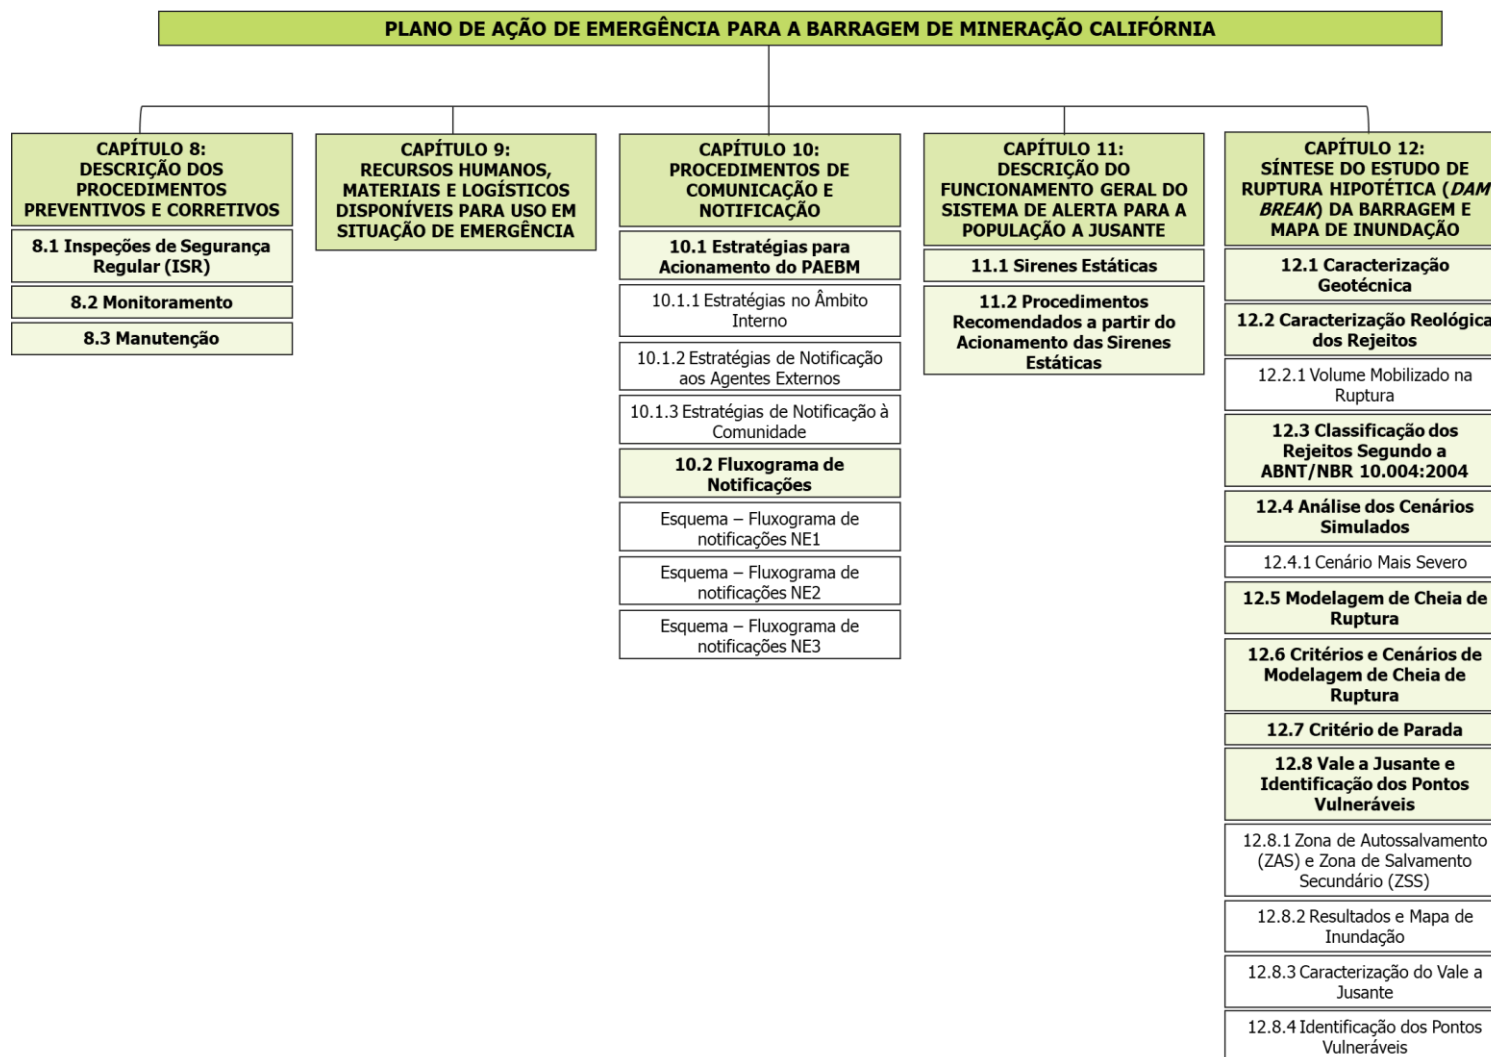 PLANO DE AÇÃO DE EMERGÊNCIA PARA A BARRAGEM DE MINERAÇÃO CALIFÓRNIA
CAPÍTULO 8:
DESCRIÇÃO DOS
PROCEDIMENTOS
PREVENTIVOS E CORRETIVOS
8.1 Inspeções de Segurança
Regular (ISR)
8.2 Monitoramento
8.3 Manutenção
CAPÍTULO 9:
RECURSOS HUMANOS,
MATERIAIS E LOGÍSTICOS
DISPONÍVEIS PARA USO EM
SITUAÇÃO DE EMERGÊNCIA
CAPÍTULO 10:
PROCEDIMENTOS DE
COMUNICAÇÃO E
NOTIFICAÇÃO
10.1 Estratégias para
Acionamento do PAEBM
10.1.1 Estratégias no Âmbito
Interno
10.1.2 Estratégias de Notificação
aos Agentes Externos
10.1.3 Estratégias de Notificação à
Comunidade
10.2 Fluxograma de
Notificações
Esquema – Fluxograma de
notificações NE1
Esquema – Fluxograma de
notificações NE2
Esquema – Fluxograma de
notificações NE3
CAPÍTULO 11:
DESCRIÇÃO DO
FUNCIONAMENTO GERAL DO
SISTEMA DE ALERTA PARA A
POPULAÇÃO A JUSANTE
11.1 Sirenes Estáticas
11.2 Procedimentos
Recomendados a partir do
Acionamento das Sirenes
Estáticas
CAPÍTULO 12:
SÍNTESE DO ESTUDO DE
RUPTURA HIPOTÉTICA (DAM
BREAK) DA BARRAGEM E
MAPA DE INUNDAÇÃO
12.1 Caracterização
Geotécnica
12.2 Caracterização Reológica
dos Rejeitos
12.2.1 Volume Mobilizado na
Ruptura
12.3 Classificação dos
Rejeitos Segundo a
ABNT/NBR 10.004:2004
12.4 Análise dos Cenários
Simulados
12.4.1 Cenário Mais Severo
12.5 Modelagem de Cheia de
Ruptura
12.6 Critérios e Cenários de
Modelagem de Cheia de
Ruptura
12.7 Critério de Parada
12.8 Vale a Jusante e
Identificação dos Pontos
Vulneráveis
12.8.1 Zona de Autossalvamento
(ZAS) e Zona de Salvamento
Secundário (ZSS)
12.8.2 Resultados e Mapa de
Inundação
12.8.3 Caracterização do Vale a
Jusante
12.8.4 Identificação dos Pontos
Vulneráveis